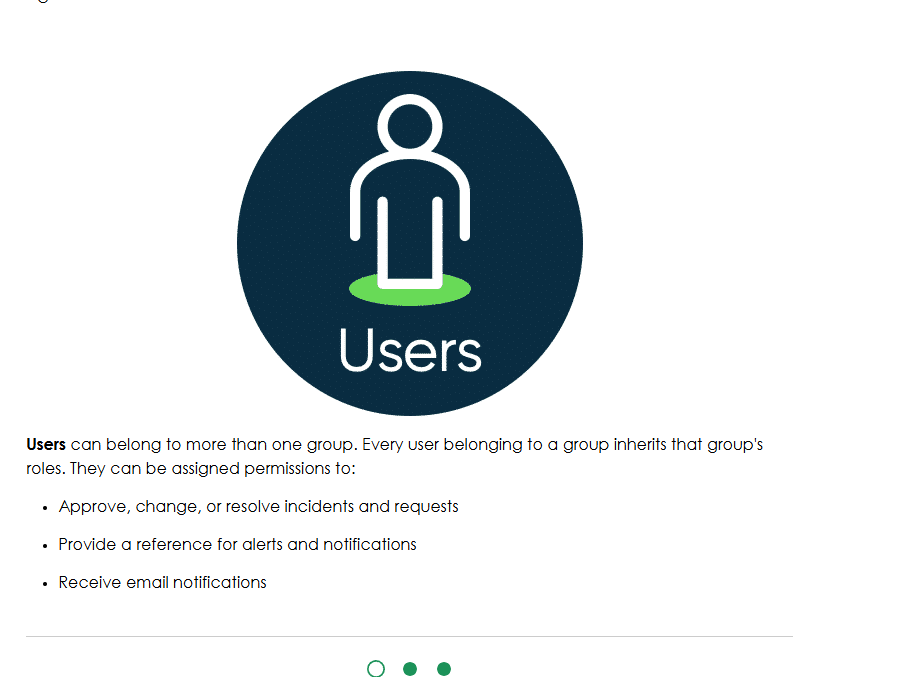 Users
Users can belong to more than one group. Every user belonging to a group inherits that group's
roles. They can be assigned permissions to:
• Approve, change, or resolve incidents and requests
• Provide a reference for alerts and notifications
• Receive email notifications